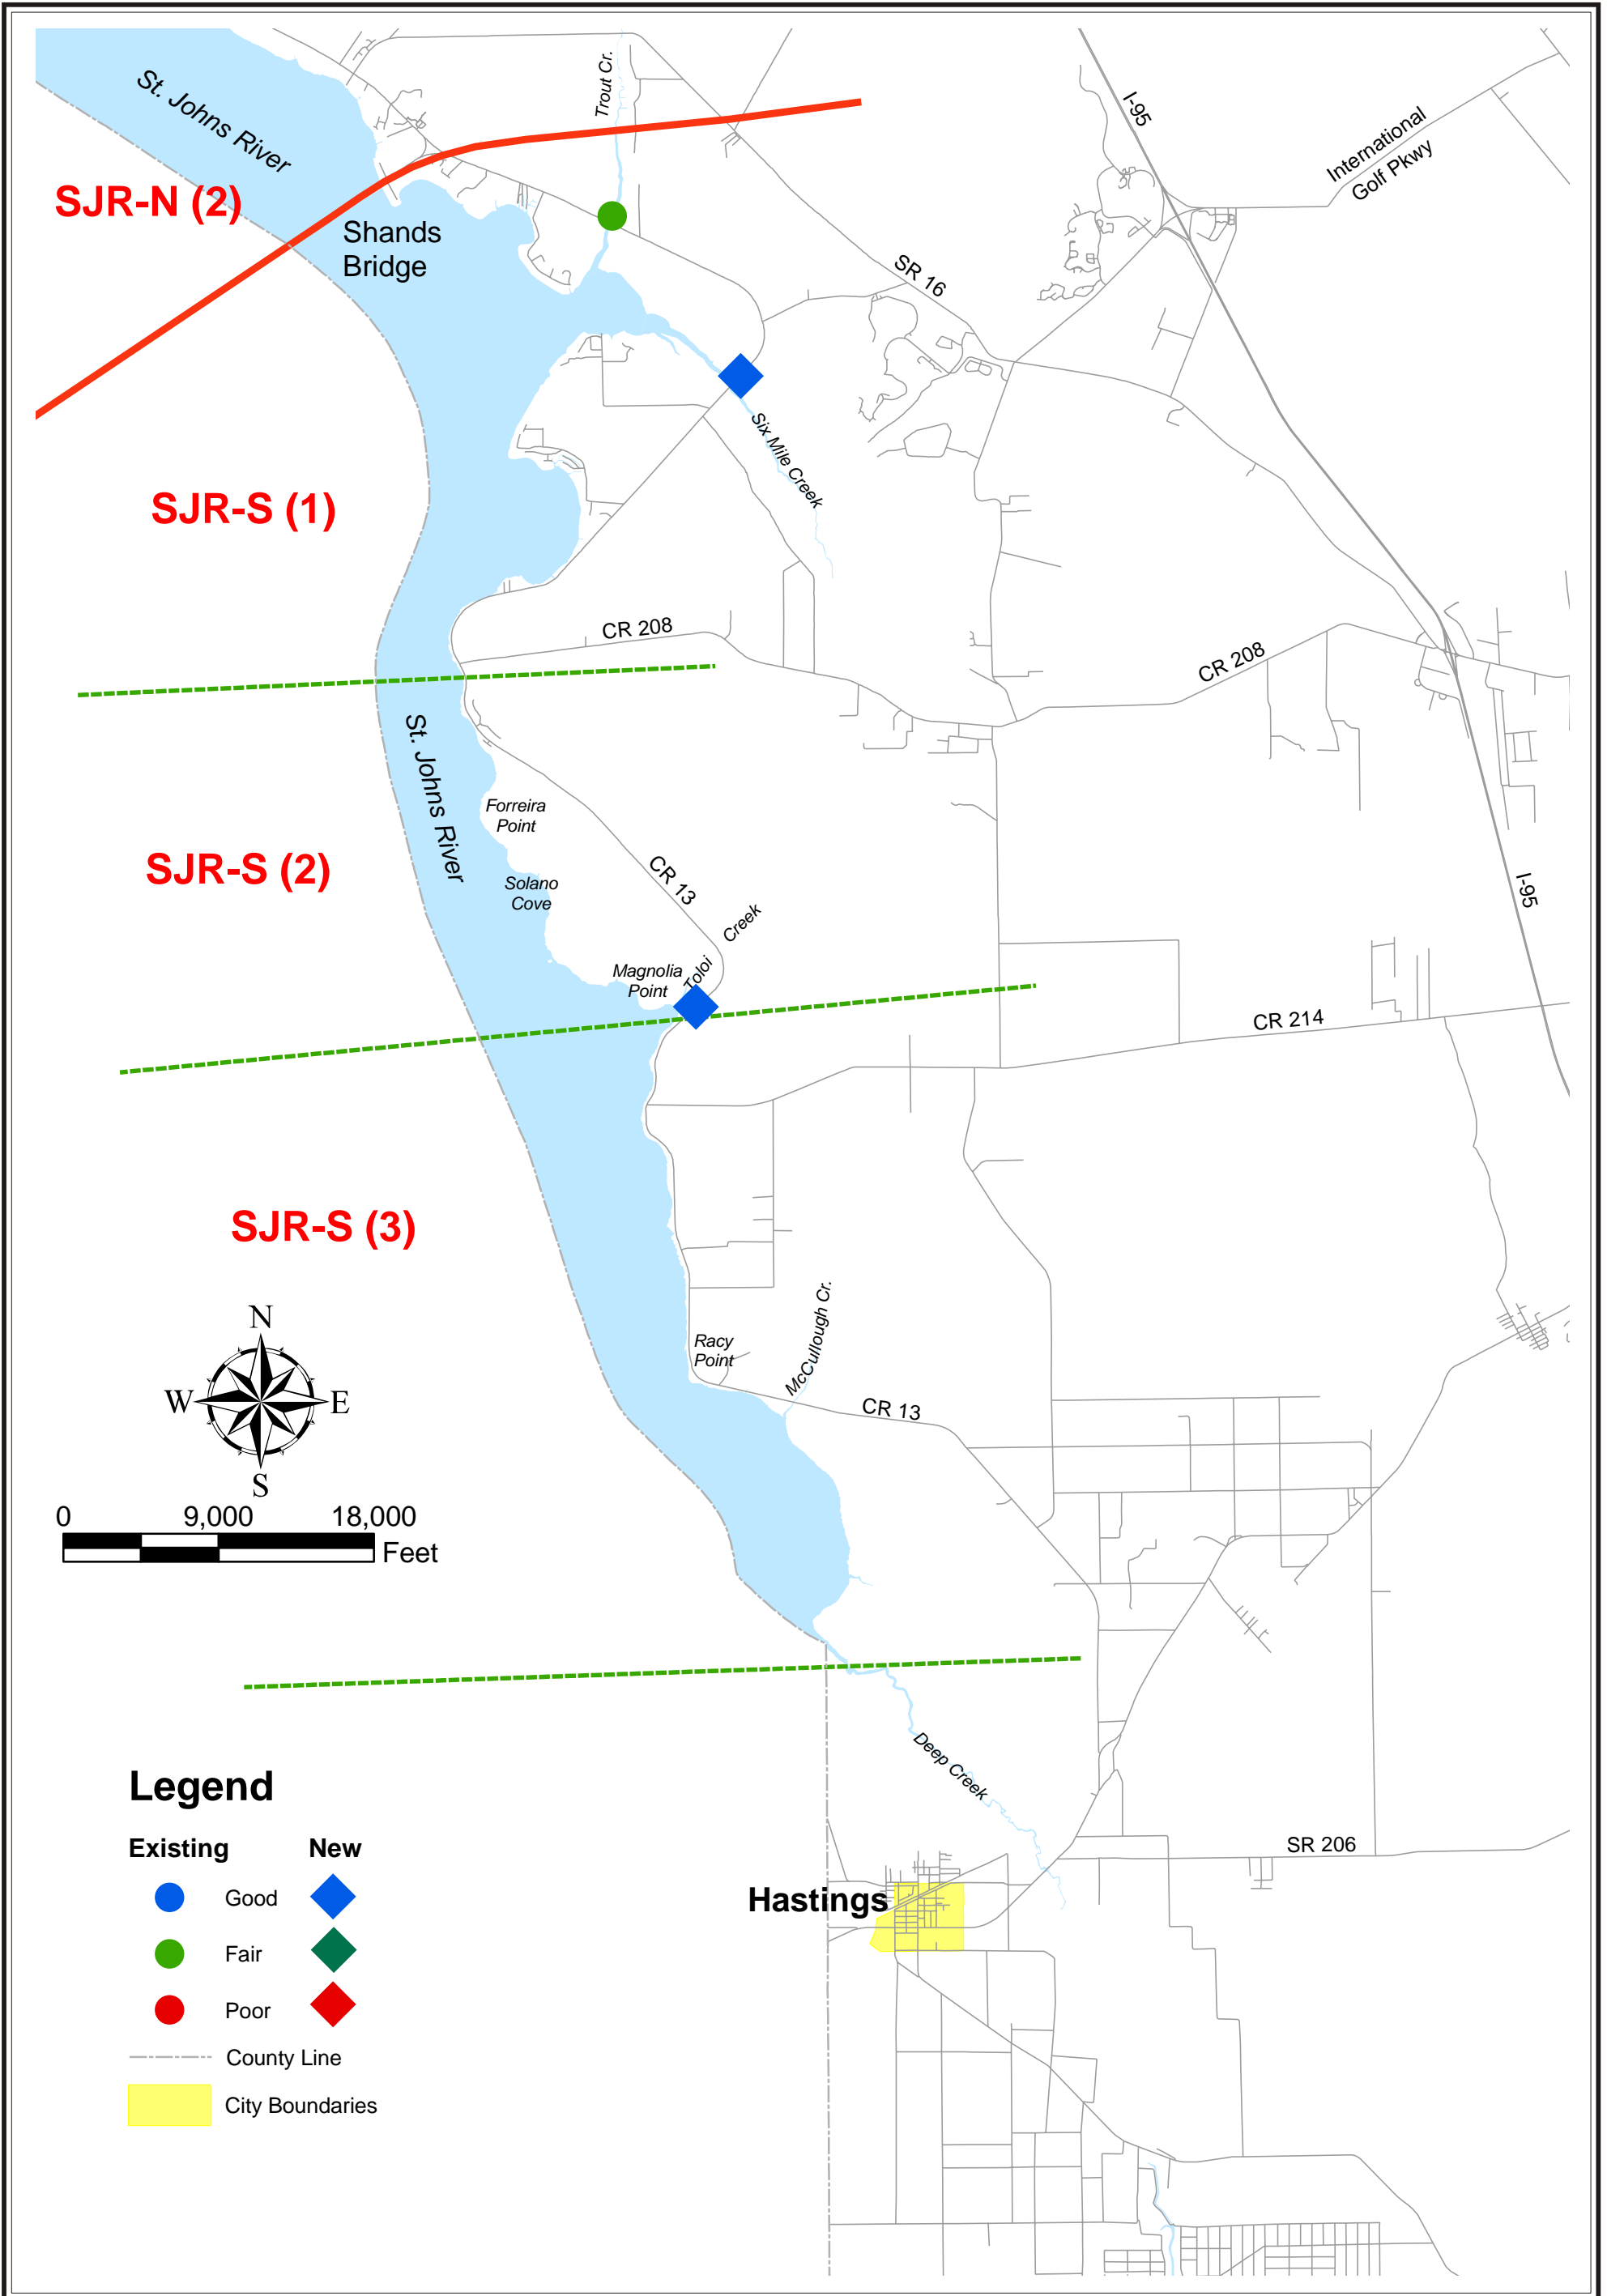 St. Johns River
Trout Cr.
I-95
International
Golf Pkwy
SJR-N (2)
Shands
Bridge
SR 16
Six Mile Creek
SJR-S (1)
CR 208
CR 208
St. Johns River
Forreira
Point
SJR-S (2)
CR 13
Solano
Cove
I-95
Toloi Creek
Magnolia
Point
CR 214
SJR-S (3)
McCullough Cr.
Racy
Point
CR 13
N
W
E
S
0 9,000 18,000
Feet
Deep Creek
Legend
Existing New
Good
Fair
Poor
County Line
City Boundaries
SR 206
Hastings